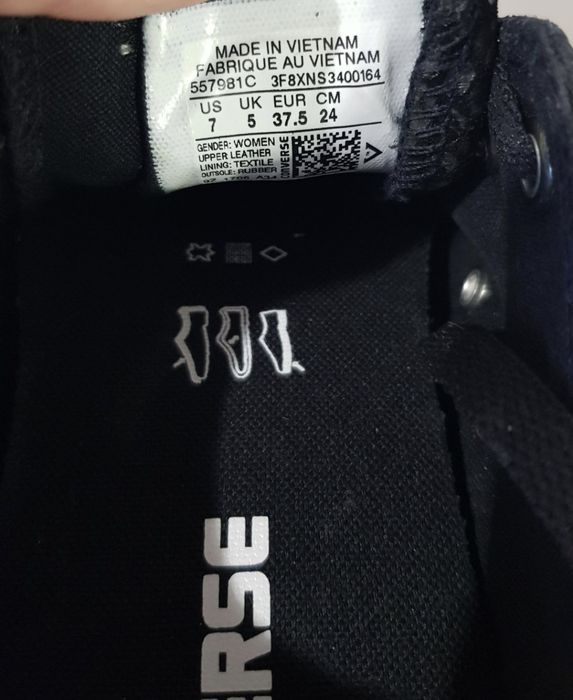 MADE IN VIETNAM
FABRIQUE AU VIETNAM
557981C 3F8XNS3400164
US UK EUR CM
7 5 37.5 24
GENDER: WOMEN
UPPER LEATHER
LINING: TEXTILE
OUTSOLE: RUBBER
CONVERSE
ERSE